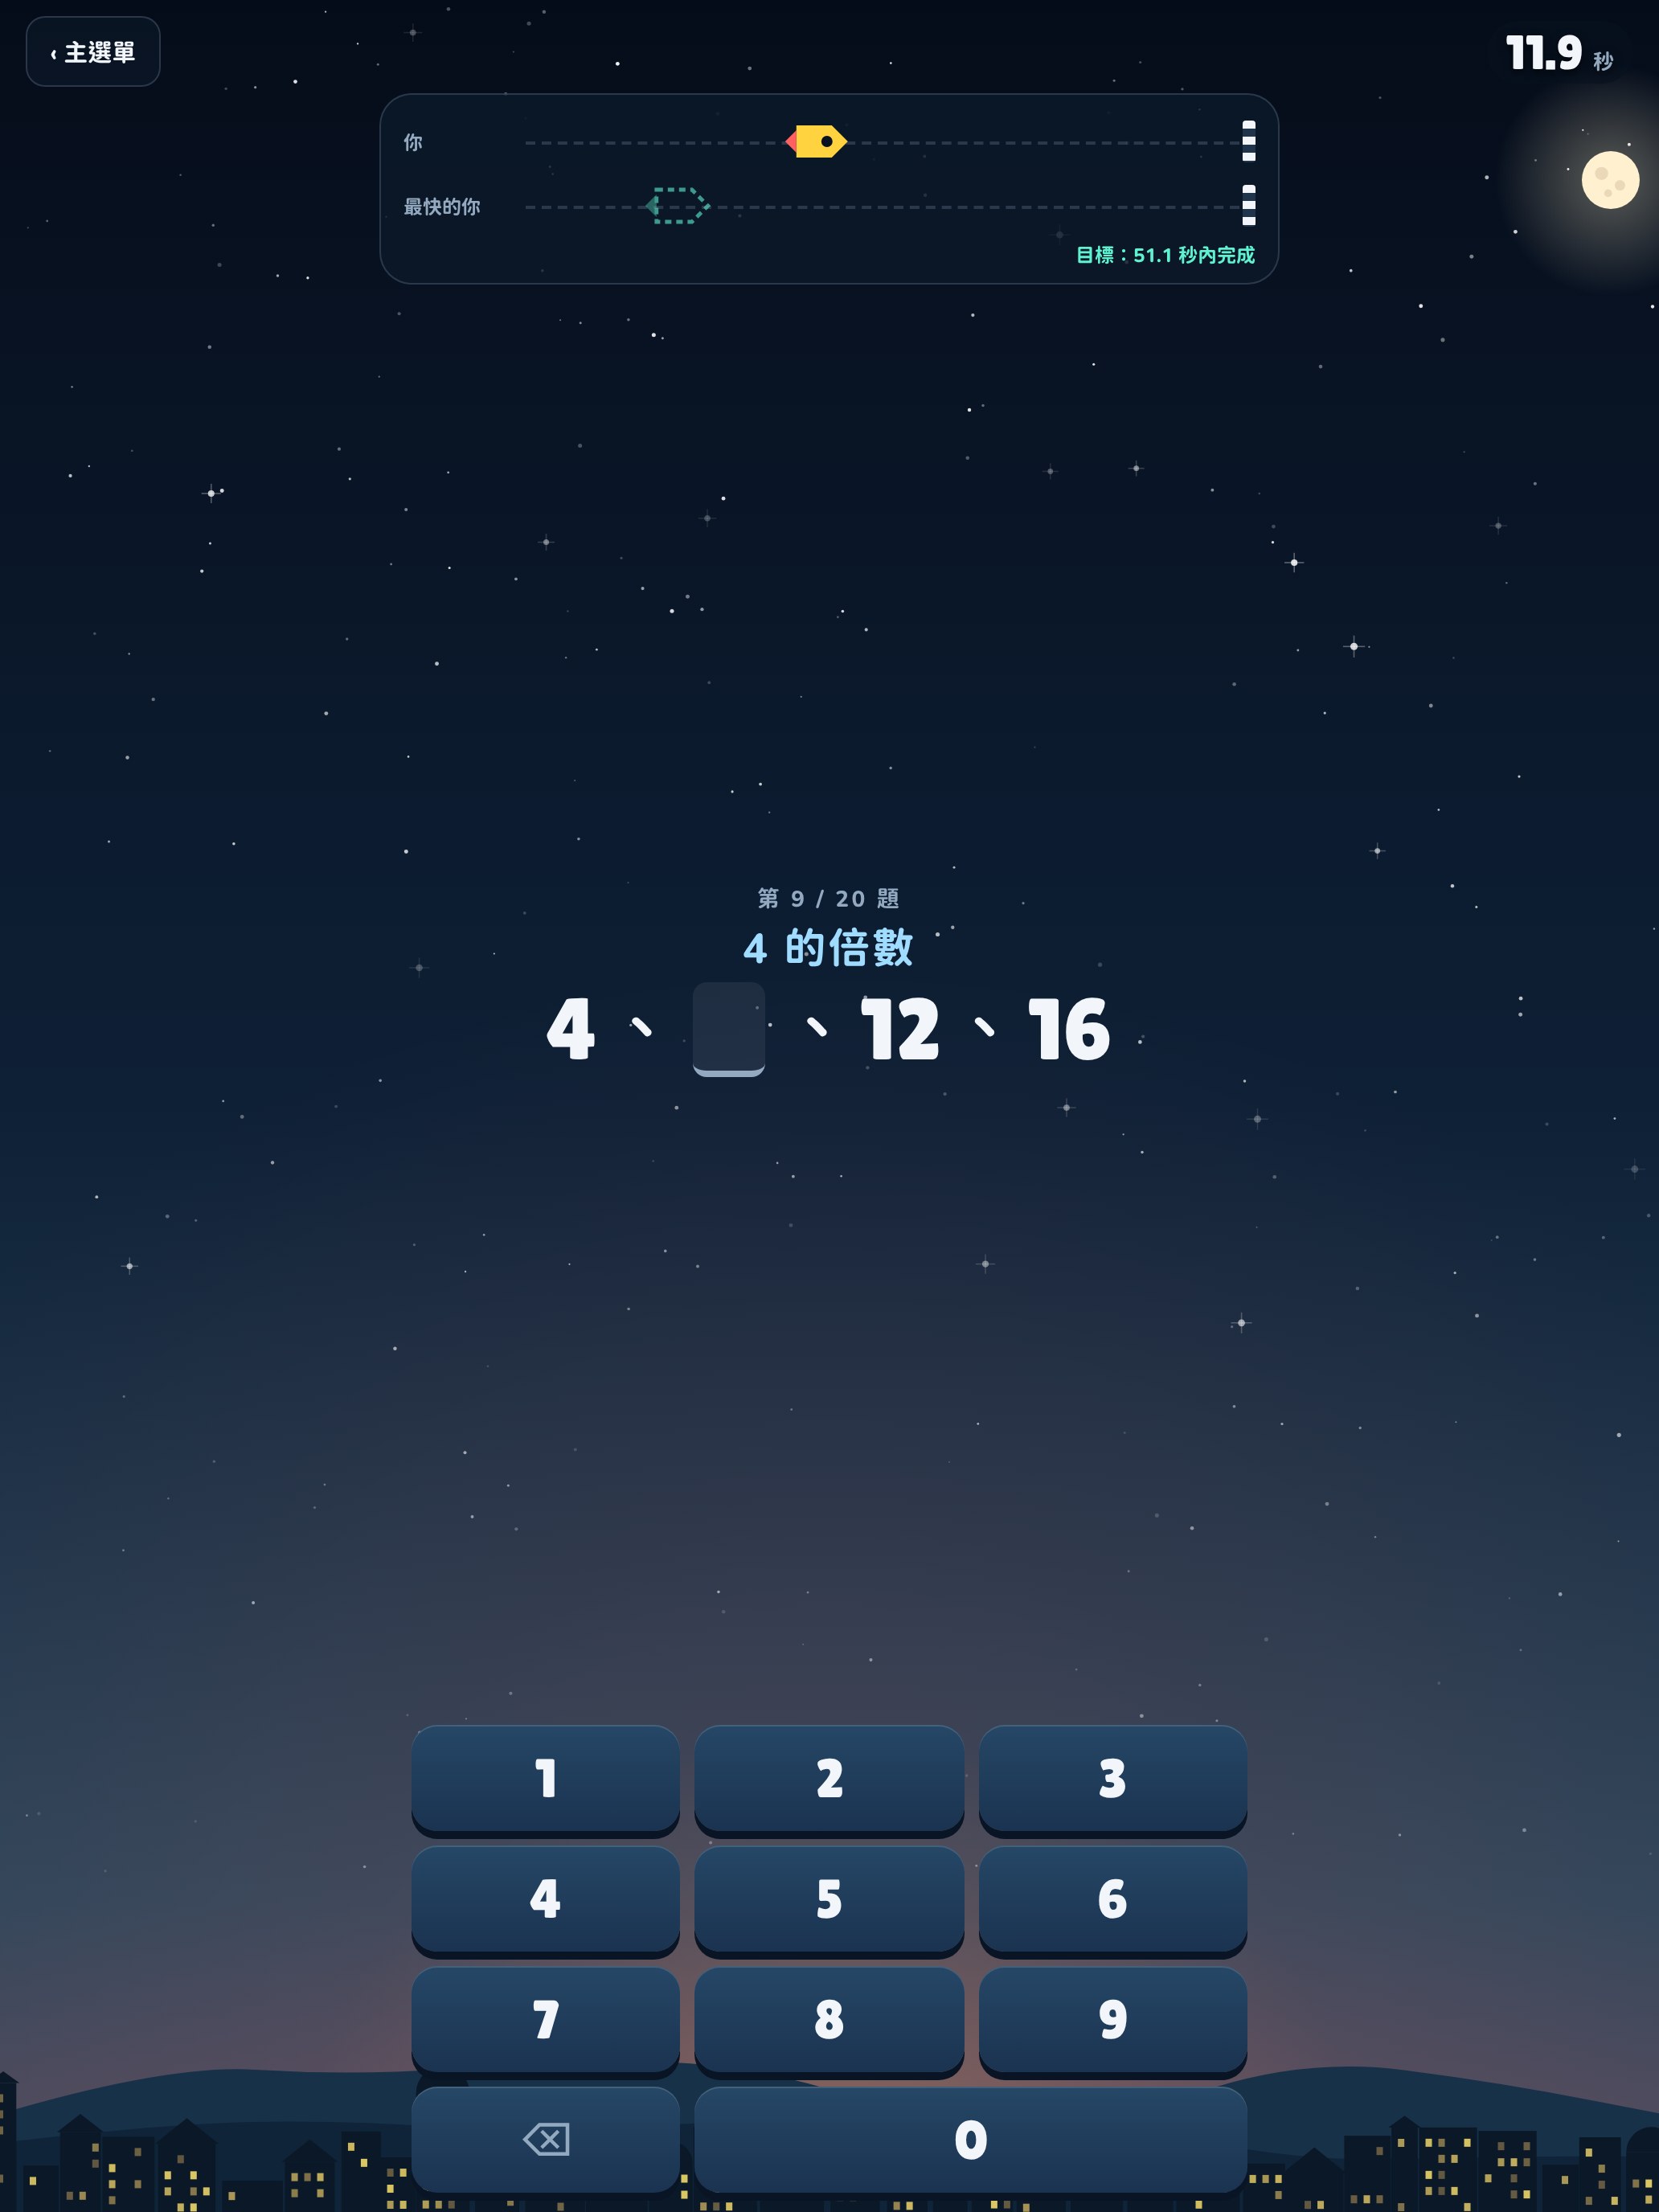 ‹ 主選單
11.9 秒
你
最快的你
目標：51.1 秒內完成
第 9 / 20 題
4 的倍數
4 、 、 12 、 16
1 2 3
4 5 6
7 8 9
0